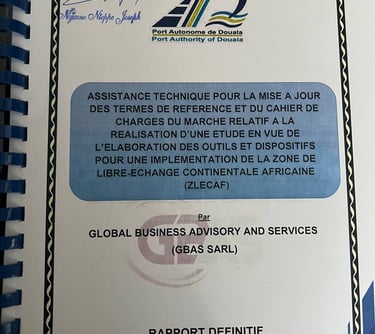 Port Autonome de Douala
Port Authority of Douala
ASSISTANCE TECHNIQUE POUR LA MISE A JOUR
DES TERMES DE REFERENCE ET DU CAHIER DE
CHARGES DU MARCHE RELATIF A LA
REALISATION D'UNE ETUDE EN VUE DE
L'ELABORATION DES OUTILS ET DISPOSITIFS
POUR UNE IMPLEMENTATION DE LA ZONE DE
LIBRE-ECHANGE CONTINENTALE AFRICAINE
(ZLECAF)
Par
GLOBAL BUSINESS ADVISORY AND SERVICES
(GBAS SARL)
RAPPORT DEFINITIF